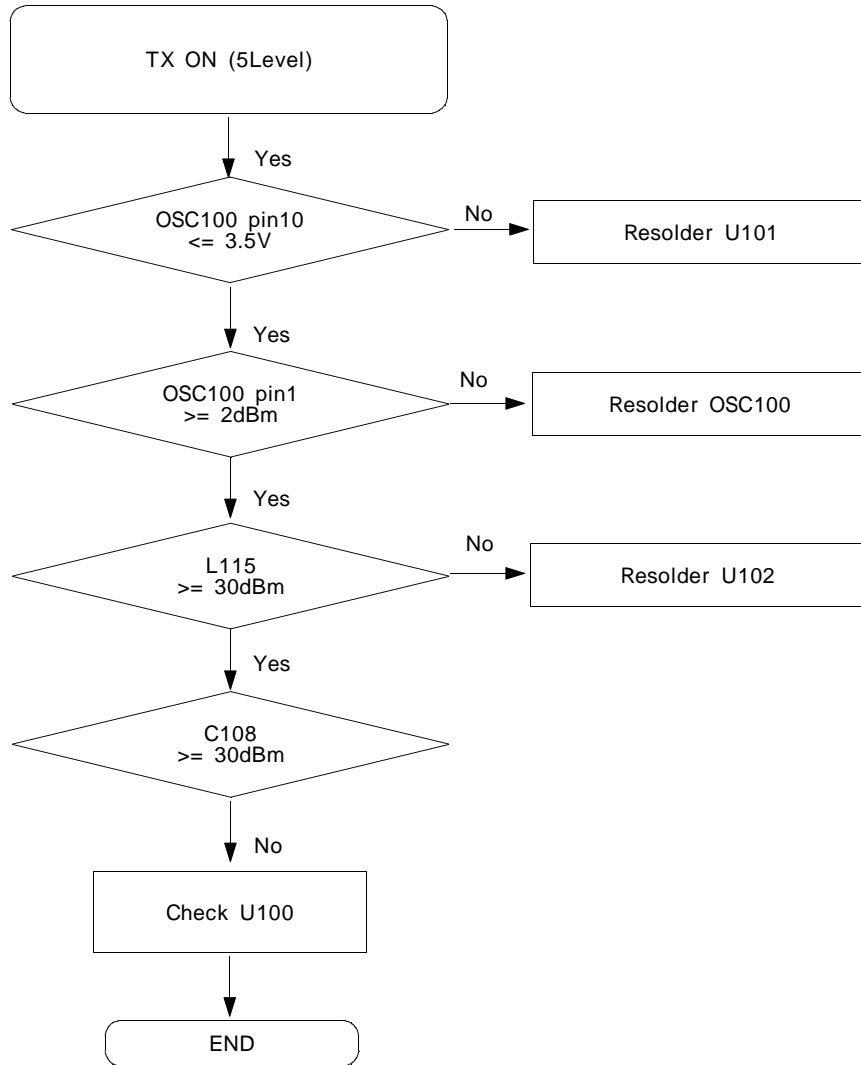 TX ON (5Level)
Yes
OSC100 pin10
<= 3.5V
No
Resolder U101
Yes
OSC100 pin1
>= 2dBm
No
Resolder OSC100
Yes
L115
>= 30dBm
No
Resolder U102
Yes
C108
>= 30dBm
No
Check U100
END